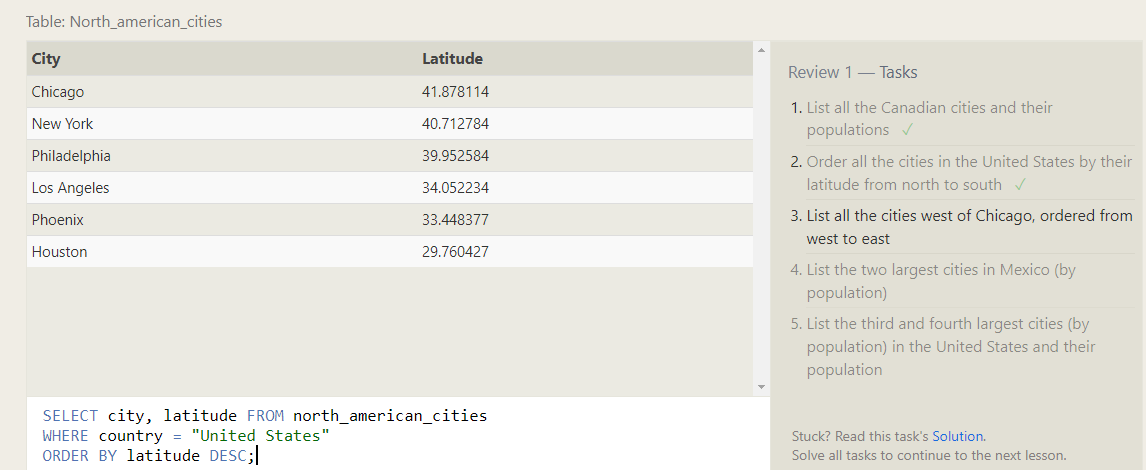 Table: North_american_cities
City Latitude
Chicago 41.878114
New York 40.712784
Philadelphia 39.952584
Los Angeles 34.052234
Phoenix 33.448377
Houston 29.760427
SELECT city, latitude FROM north_american_cities
WHERE country = "United States"
ORDER BY latitude DESC;
Review 1 — Tasks
1. List all the Canadian cities and their
populations ✓
2. Order all the cities in the United States by their
latitude from north to south ✓
3. List all the cities west of Chicago, ordered from
west to east
4. List the two largest cities in Mexico (by
population)
5. List the third and fourth largest cities (by
population) in the United States and their
population
Stuck? Read this task's Solution.
Solve all tasks to continue to the next lesson.